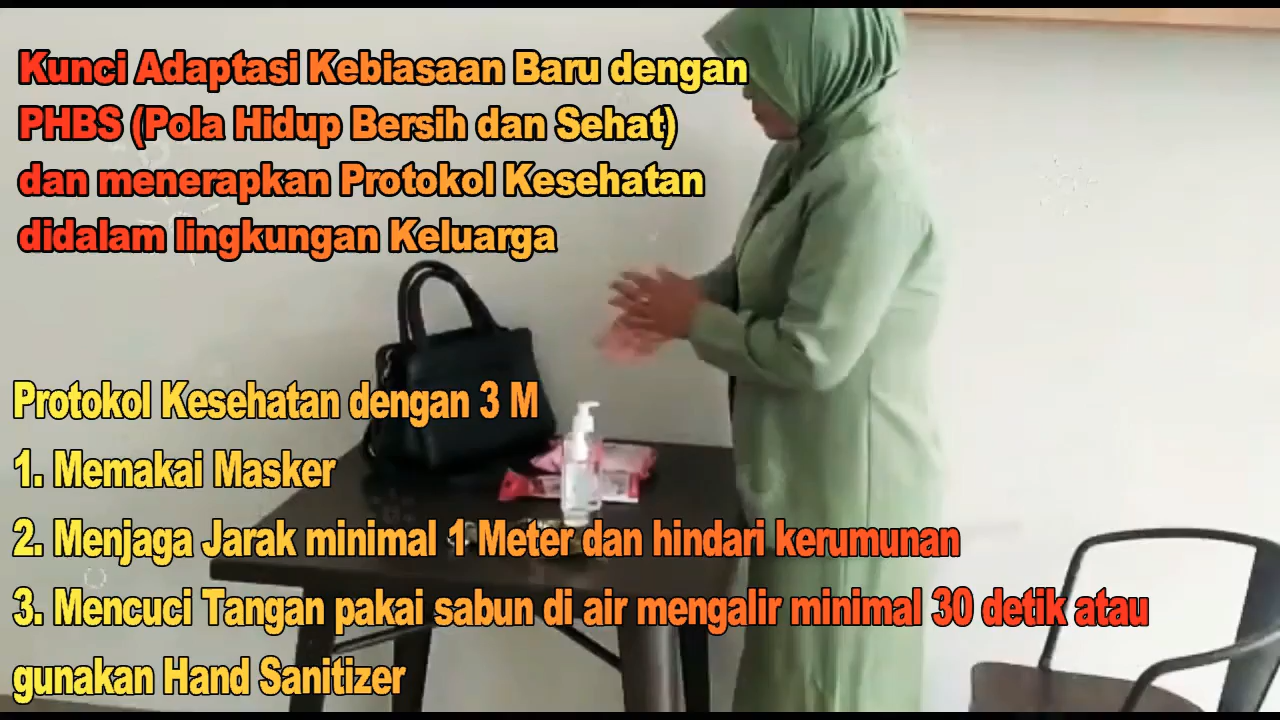 Kunci Adaptasi Kebiasaan Baru dengan
PHBS (Pola Hidup Bersih dan Sehat)
dan menerapkan Protokol Kesehatan
didalam lingkungan Keluarga
Protokol Kesehatan dengan 3 M
1. Memakai Masker
2. Menjaga Jarak minimal 1 Meter dan hindari kerumunan
3. Mencuci Tangan pakai sabun di air mengalir minimal 30 detik atau
gunakan Hand Sanitizer